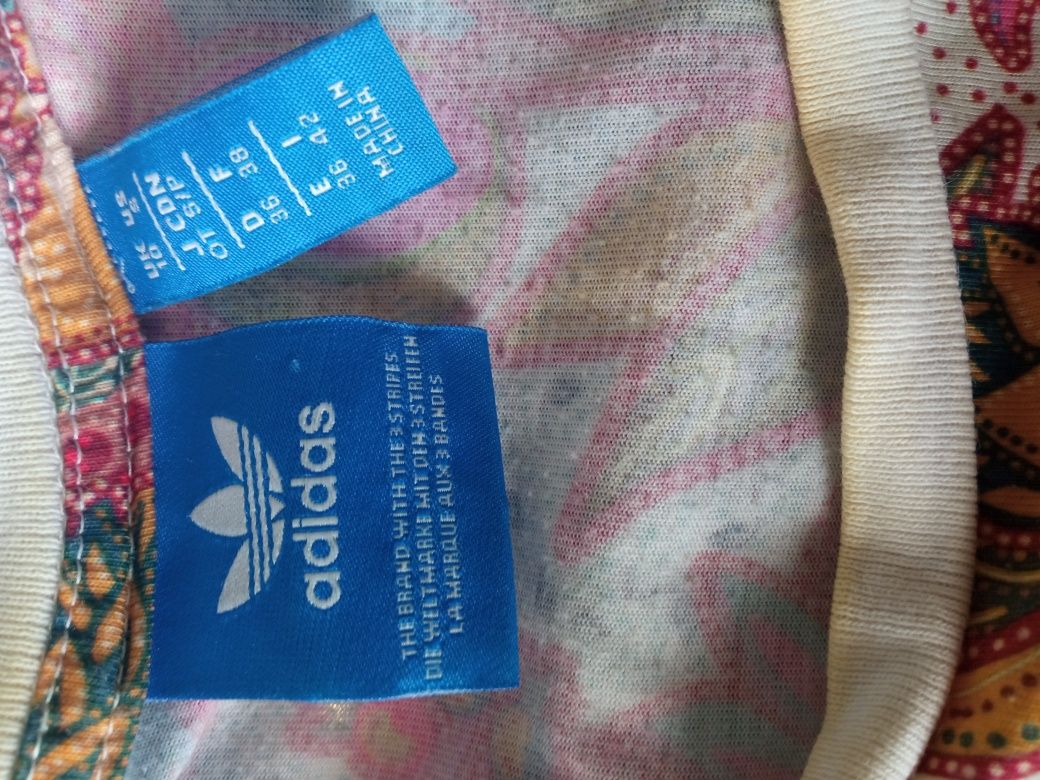 adidas
THE BRAND WITH THE 3 STRIPES.
DIE WELTMARKE MIT DEN 3 STREIFEN
LA MARQUE AUX 3 BANDES
UK US
S
J CDN
OT S/P
D F
36 38
E I
36 42
MADE IN
CHINA